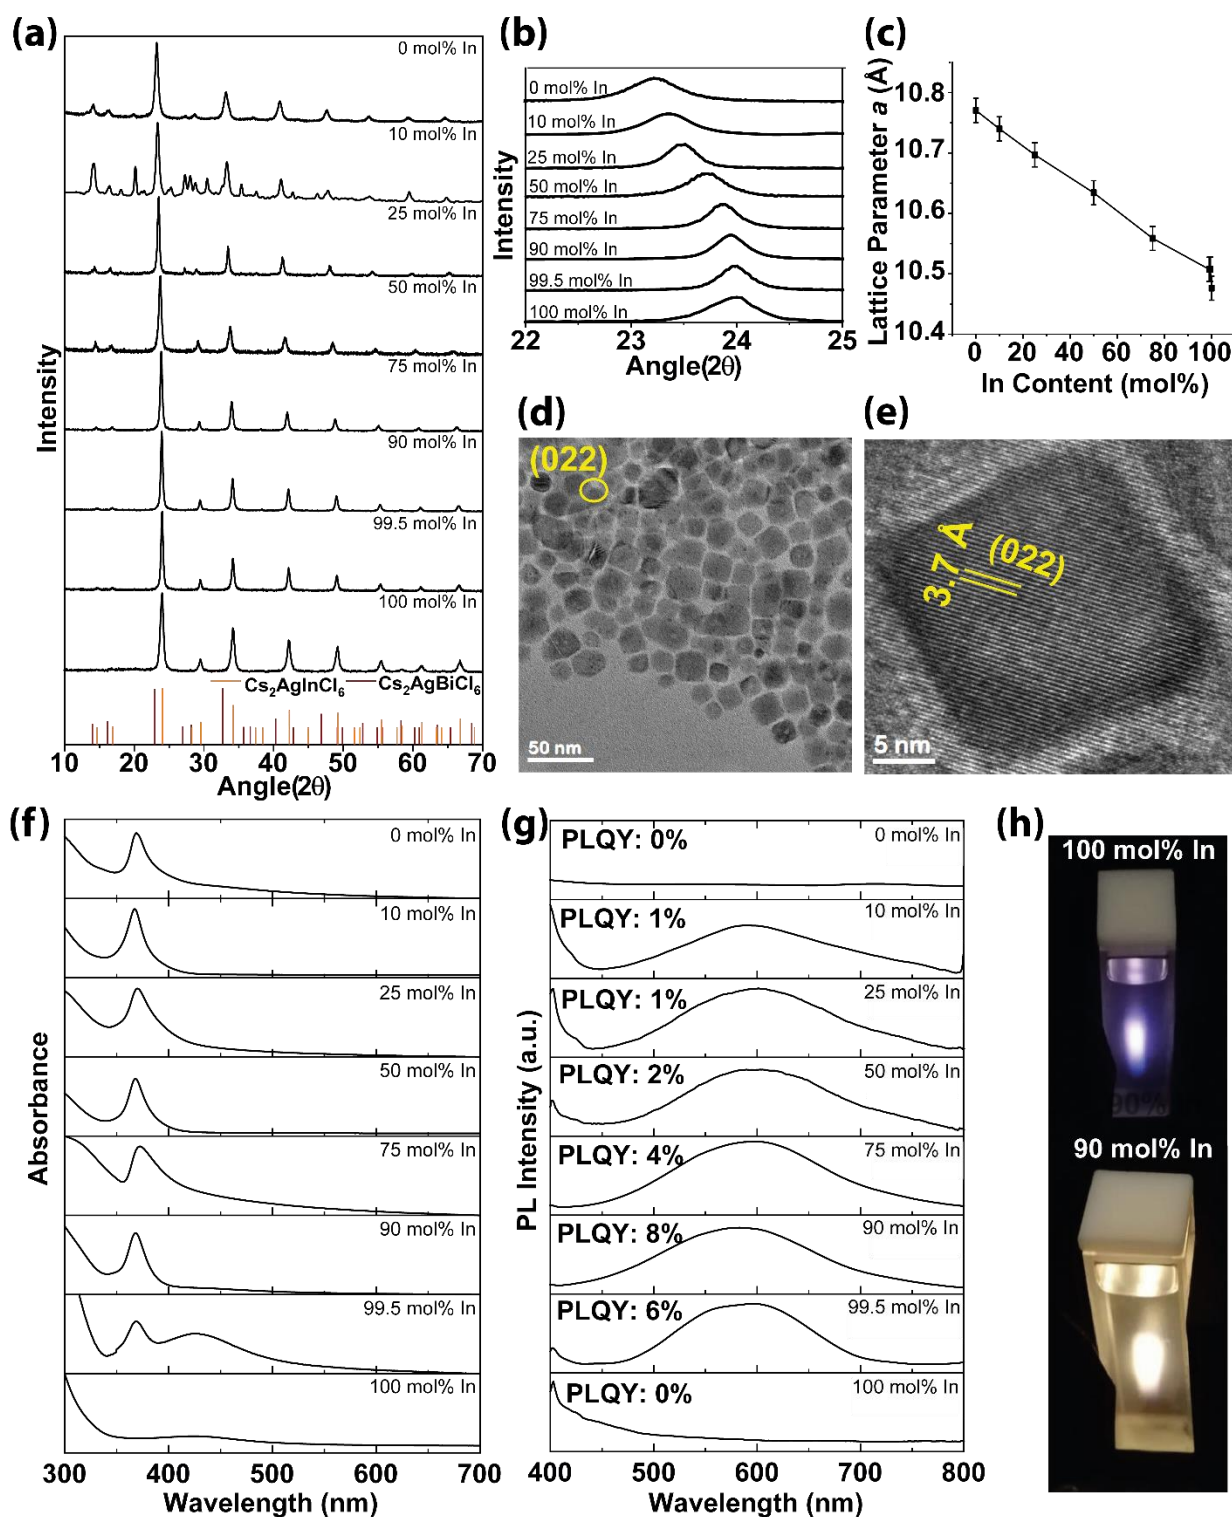 (a)
0 mol% In
10 mol% In
25 mol% In
50 mol% In
75 mol% In
90 mol% In
99.5 mol% In
100 mol% In
Cs₂AgInCl₆
Cs₂AgBiCl₆
Intensity
10 20 30 40 50 60 70
Angle(2θ)
(b)
0 mol% In
10 mol% In
25 mol% In
50 mol% In
75 mol% In
90 mol% In
99.5 mol% In
100 mol% In
Intensity
22 23 24 25
Angle(2θ)
(c)
Lattice Parameter a (Å)
10.8
10.7
10.6
10.5
10.4
0 20 40 60 80 100
In Content (mol%)
(d)
(022)
50 nm
(e)
3.7 Å
(022)
5 nm
(f)
0 mol% In
10 mol% In
25 mol% In
50 mol% In
75 mol% In
90 mol% In
99.5 mol% In
100 mol% In
Absorbance
300 400 500 600 700
Wavelength (nm)
(g)
PLQY: 0%
0 mol% In
PLQY: 1%
10 mol% In
PLQY: 1%
25 mol% In
PLQY: 2%
50 mol% In
PLQY: 4%
75 mol% In
PLQY: 8%
90 mol% In
PLQY: 6%
99.5 mol% In
PLQY: 0%
100 mol% In
PL Intensity (a.u.)
400 500 600 700 800
Wavelength (nm)
(h)
100 mol% In
90%
90 mol% In